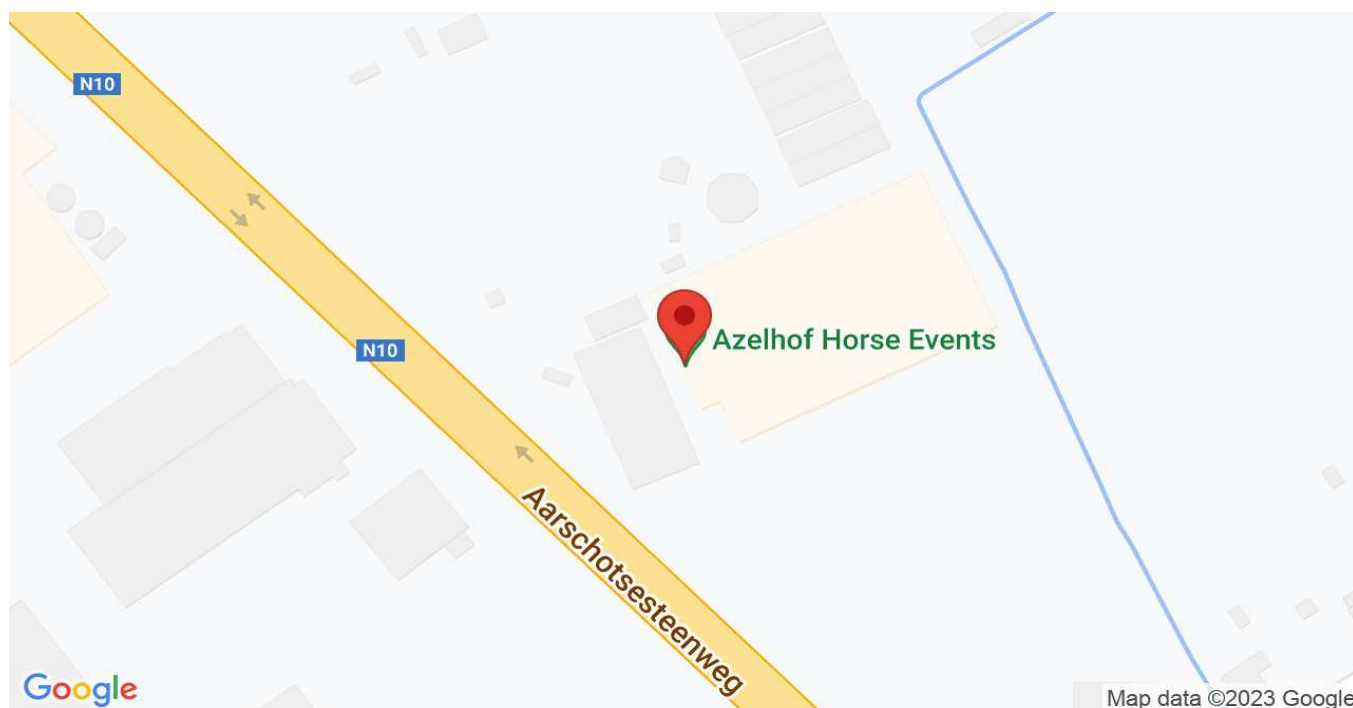 N10
N10
Azelhof Horse Events
Aarschotsesteenweg
Google
Map data ©2023 Google